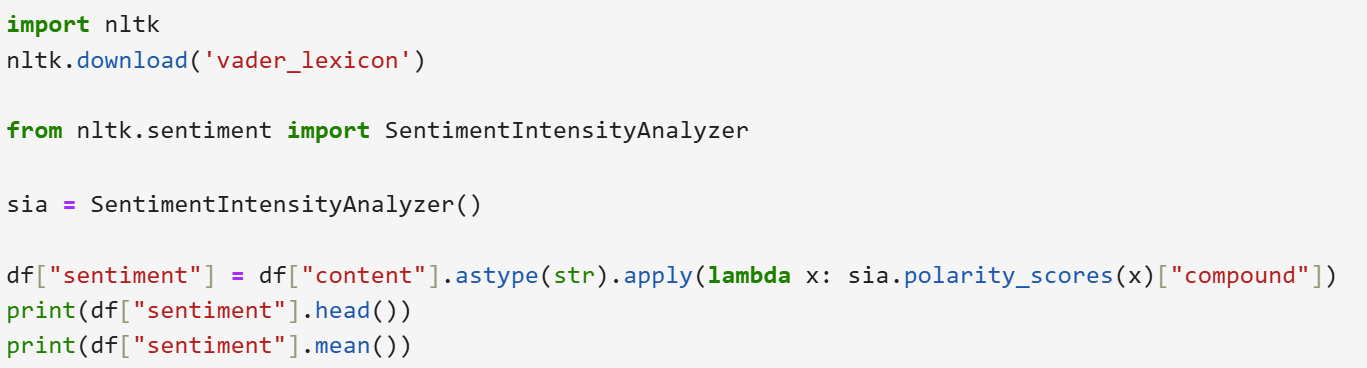 import nltk
nltk.download('vader_lexicon')
from nltk.sentiment import SentimentIntensityAnalyzer
sia = SentimentIntensityAnalyzer()
df["sentiment"] = df["content"].astype(str).apply(lambda x: sia.polarity_scores(x)["compound"])
print(df["sentiment"].head())
print(df["sentiment"].mean())